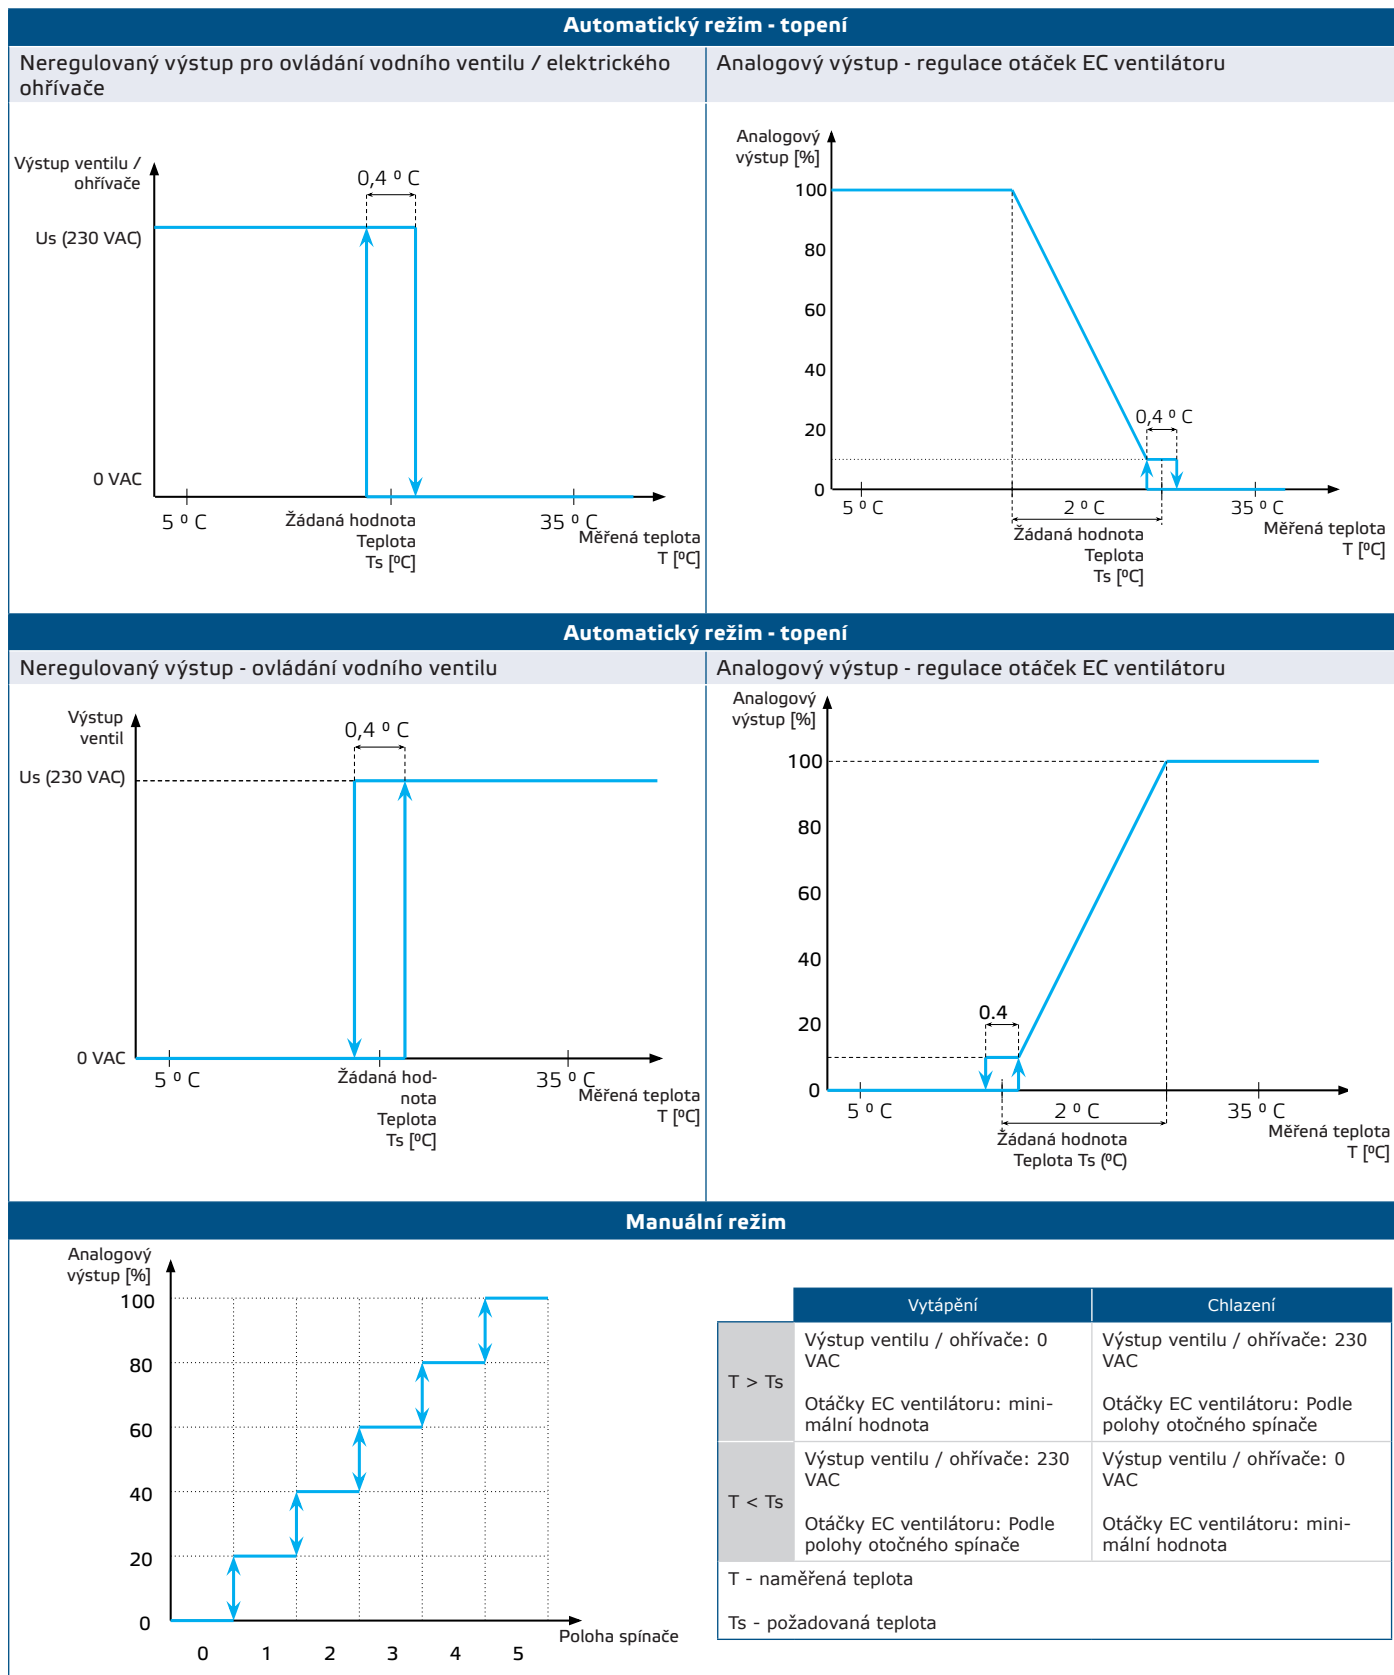 Automatický režim - topení
Neregulovaný výstup pro ovládání vodního ventilu / elektrického
ohřívače
Analogový výstup - regulace otáček EC ventilátoru
Výstup ventilu /
ohřívače
0,4 º C
Us (230 VAC)
0 VAC
5 º C
Žádaná hodnota
Teplota
Ts [ºC]
35 º C
Měřená teplota
T [ºC]
Analogový
výstup [%]
100
80
60
40
20
0
0,4 º C
5 º C
2 º C
35 º C
Žádaná hodnota
Teplota
Ts [ºC]
Měřená teplota
T [ºC]
Automatický režim - topení
Neregulovaný výstup - ovládání vodního ventilu
Analogový výstup - regulace otáček EC ventilátoru
Výstup
ventil
0,4 º C
Us (230 VAC)
0 VAC
5 º C
Žádaná hod-
nota
Teplota
Ts [ºC]
35 º C
Měřená teplota
T [ºC]
Analogový
výstup [%]
100
80
60
40
20
0
0.4
5 º C
2 º C
35 º C
Žádaná hodnota
Teplota Ts (ºC)
Měřená teplota
T [ºC]
Manuální režim
Analogový
výstup [%]
100
80
60
40
20
0
0 1 2 3 4 5
Poloha spínače
Vytápění
Chlazení
T > Ts
Výstup ventilu / ohřívače: 0
VAC
Otáčky EC ventilátoru: mini-
mální hodnota
Výstup ventilu / ohřívače: 230
VAC
Otáčky EC ventilátoru: Podle
polohy otočného spínače
T < Ts
Výstup ventilu / ohřívače: 230
VAC
Otáčky EC ventilátoru: Podle
polohy otočného spínače
Výstup ventilu / ohřívače: 0
VAC
Otáčky EC ventilátoru: mini-
mální hodnota
T - naměřená teplota
Ts - požadovaná teplota